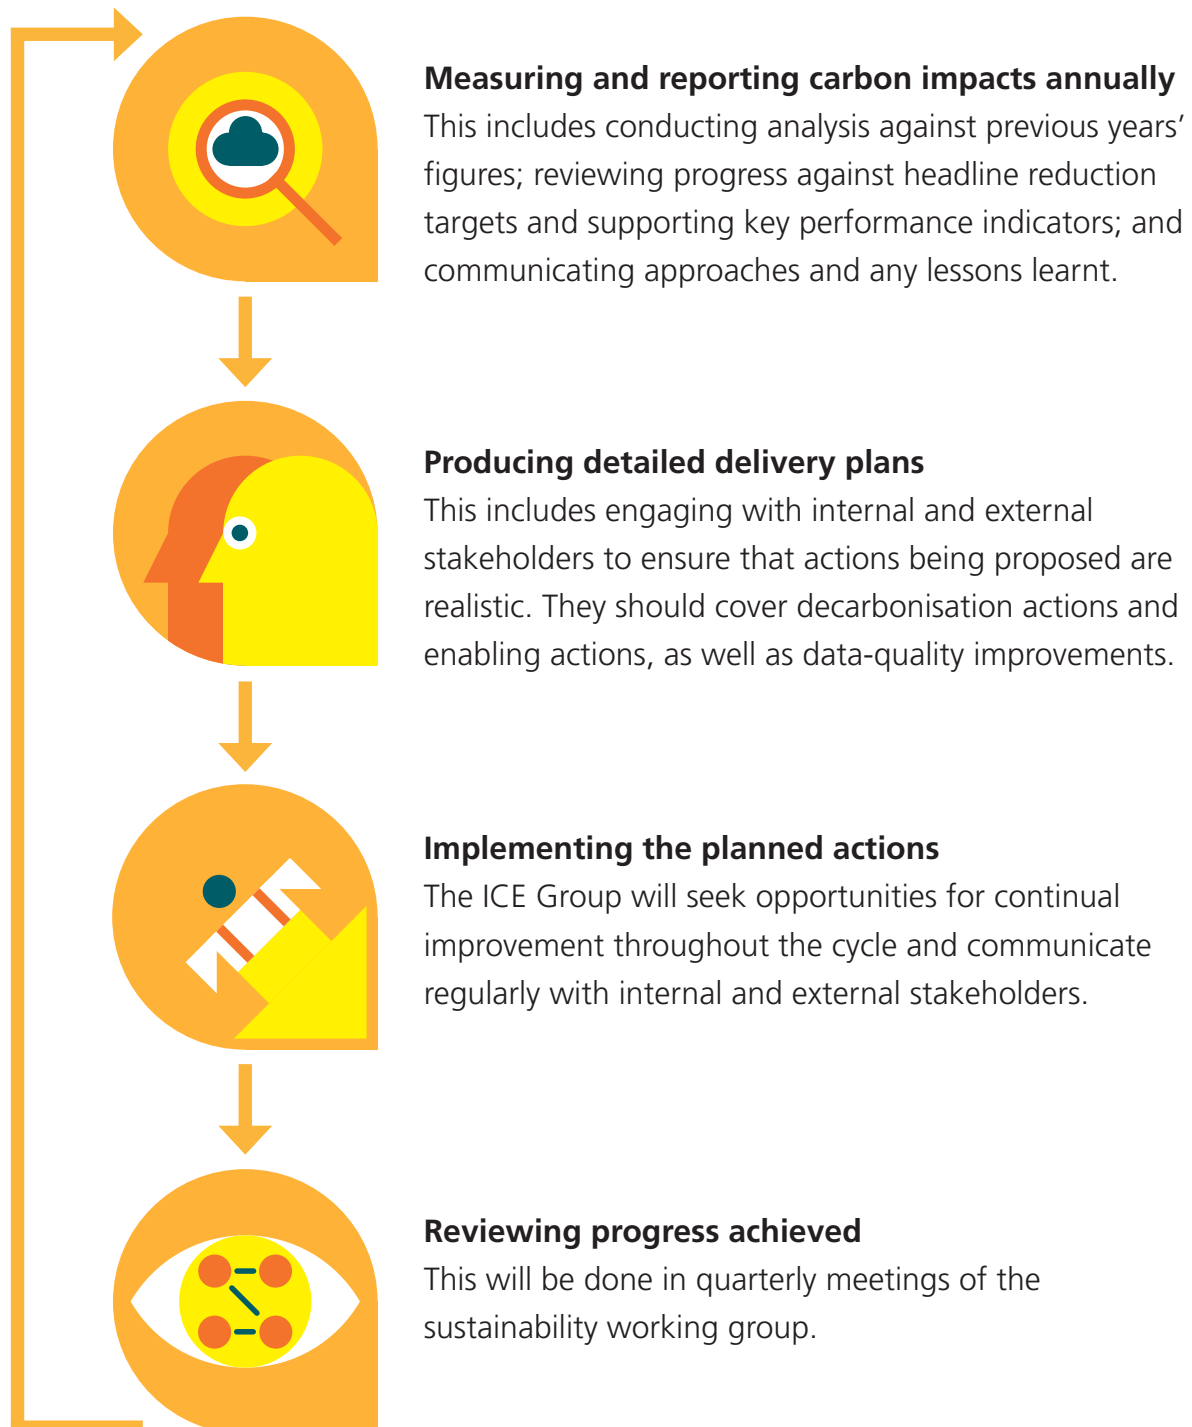 Measuring and reporting carbon impacts annually
This includes conducting analysis against previous years’
figures; reviewing progress against headline reduction
targets and supporting key performance indicators; and
communicating approaches and any lessons learnt.
Producing detailed delivery plans
This includes engaging with internal and external
stakeholders to ensure that actions being proposed are
realistic. They should cover decarbonisation actions and
enabling actions, as well as data-quality improvements.
Implementing the planned actions
The ICE Group will seek opportunities for continual
improvement throughout the cycle and communicate
regularly with internal and external stakeholders.
Reviewing progress achieved
This will be done in quarterly meetings of the
sustainability working group.